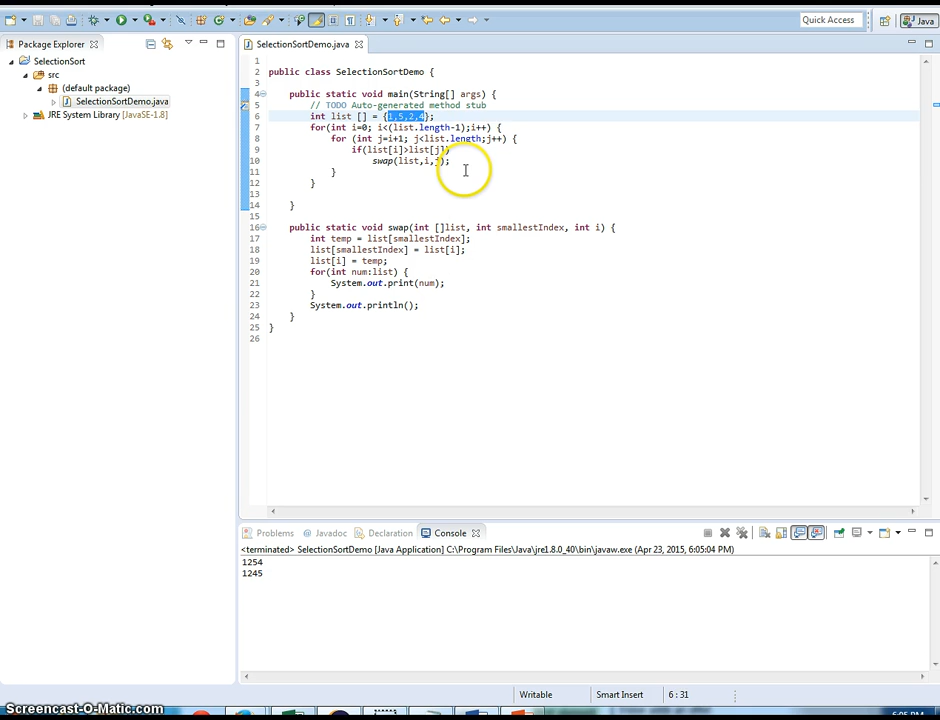 Quick Access
Java
Package Explorer
SelectionSortDemo.java
SelectionSort
src
(default package)
SelectionSortDemo.java
JRE System Library [JavaSE-1.8]
1
2 public class SelectionSortDemo {
3
4 public static void main(String[] args) {
5 // TODO Auto-generated method stub
6 int list [] = {1,5,2,4};
7 for(int i=0; i<(list.length-1);i++) {
8 for (int j=i+1; j<list.length;j++) {
9 if(list[i]>list[j])
10 swap(list,i,j);
11 }
12 }
13
14 }
15
16 public static void swap(int []list, int smallestIndex, int i) {
17 int temp = list[smallestIndex];
18 list[smallestIndex] = list[i];
19 list[i] = temp;
20 for(int num:list) {
21 System.out.print(num);
22 }
23 System.out.println();
24 }
25 }
26
Problems @ Javadoc Declaration Console
<terminated> SelectionSortDemo [Java Application] C:\Program Files\Java\jre1.8.0_40\bin\javaw.exe (Apr 23, 2015, 6:05:04 PM)
1254
1245
Writable Smart Insert 6 : 31
Screencast-O-Matic.com